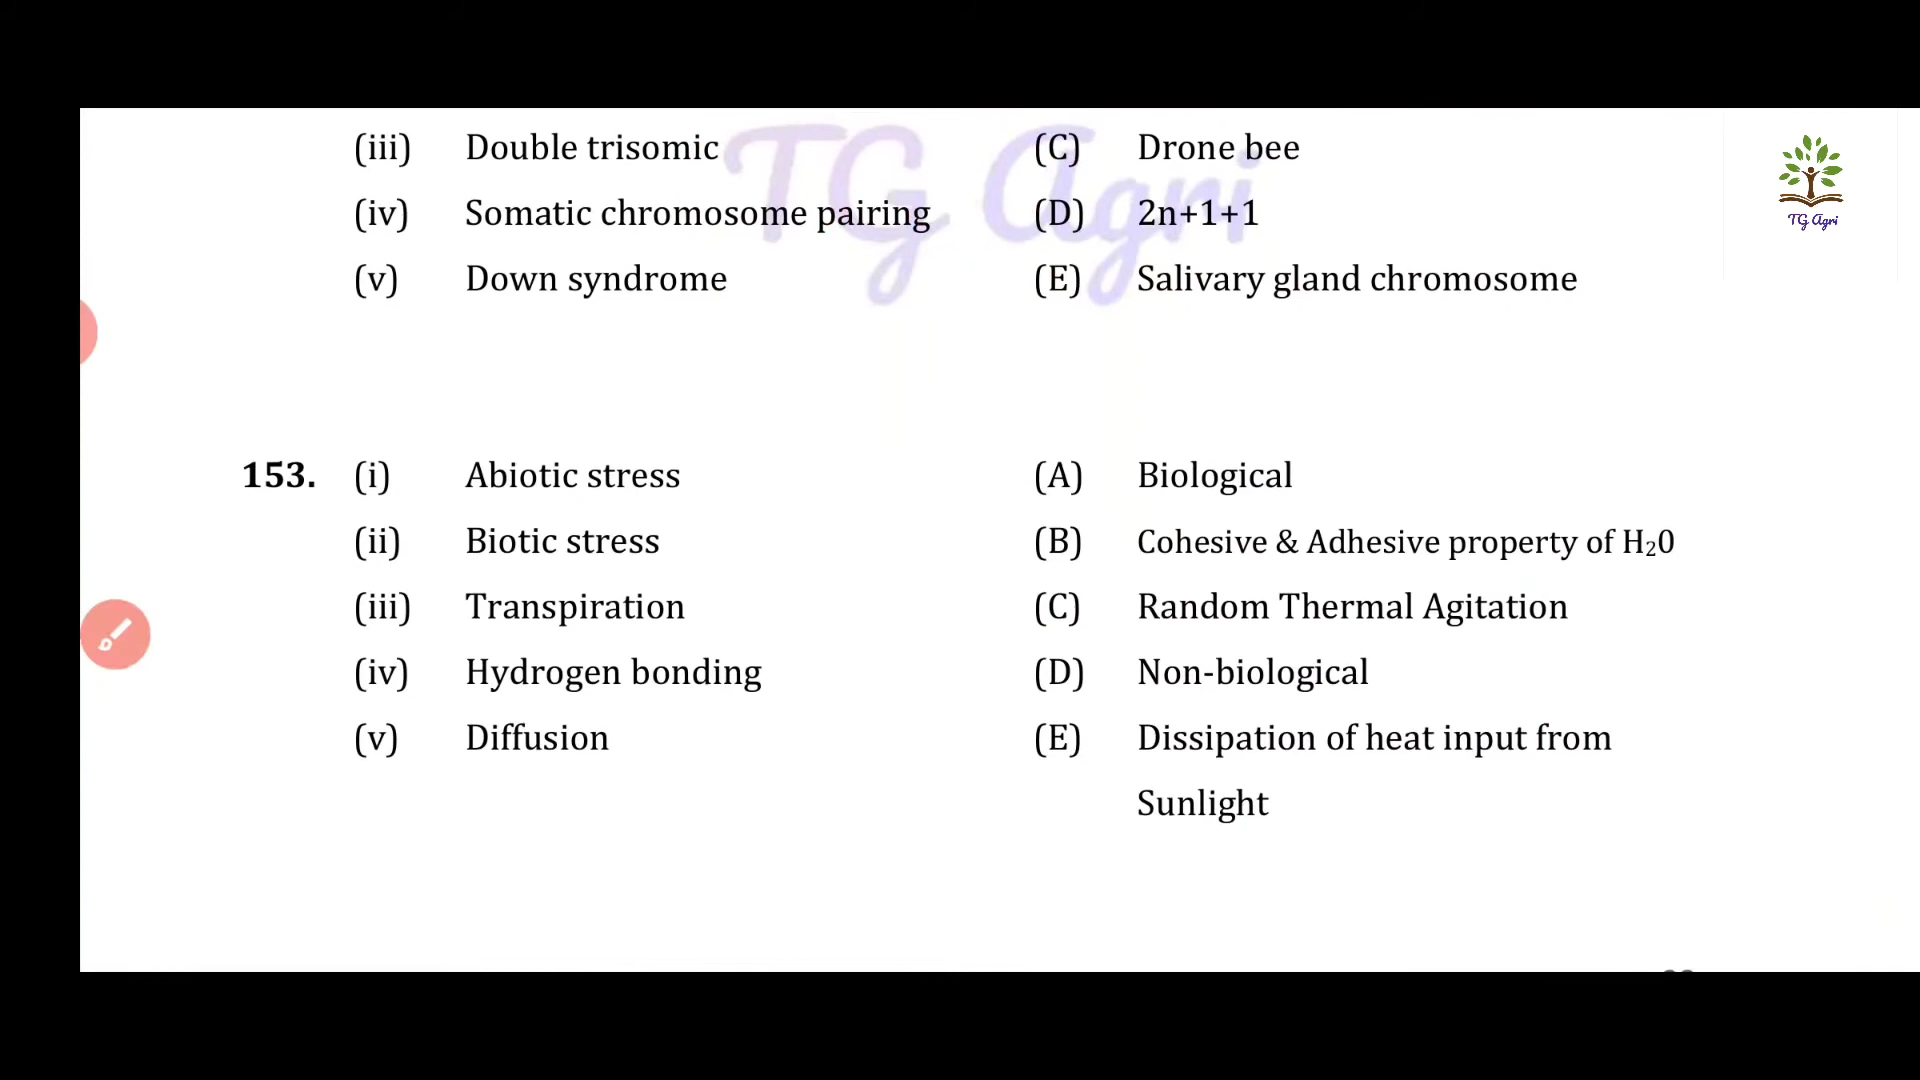 TG Agri
(iii) Double trisomic (C) Drone bee
(iv) Somatic chromosome pairing (D) 2n+1+1
TG Agri
(v) Down syndrome (E) Salivary gland chromosome
153. (i) Abiotic stress (A) Biological
(ii) Biotic stress (B) Cohesive & Adhesive property of H₂0
(iii) Transpiration (C) Random Thermal Agitation
(iv) Hydrogen bonding (D) Non-biological
(v) Diffusion (E) Dissipation of heat input from
Sunlight